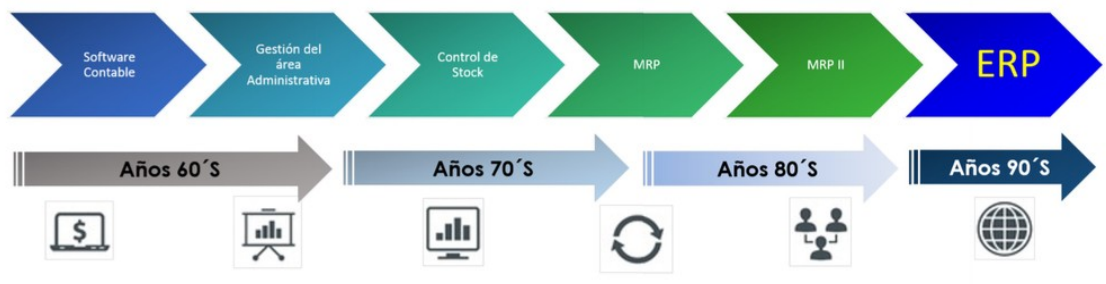 Software
Contable
Gestión del
área
Administrativa
Control de
Stock
MRP
MRP II
ERP
Años 60´S
Años 70´S
Años 80´S
Años 90´S
$